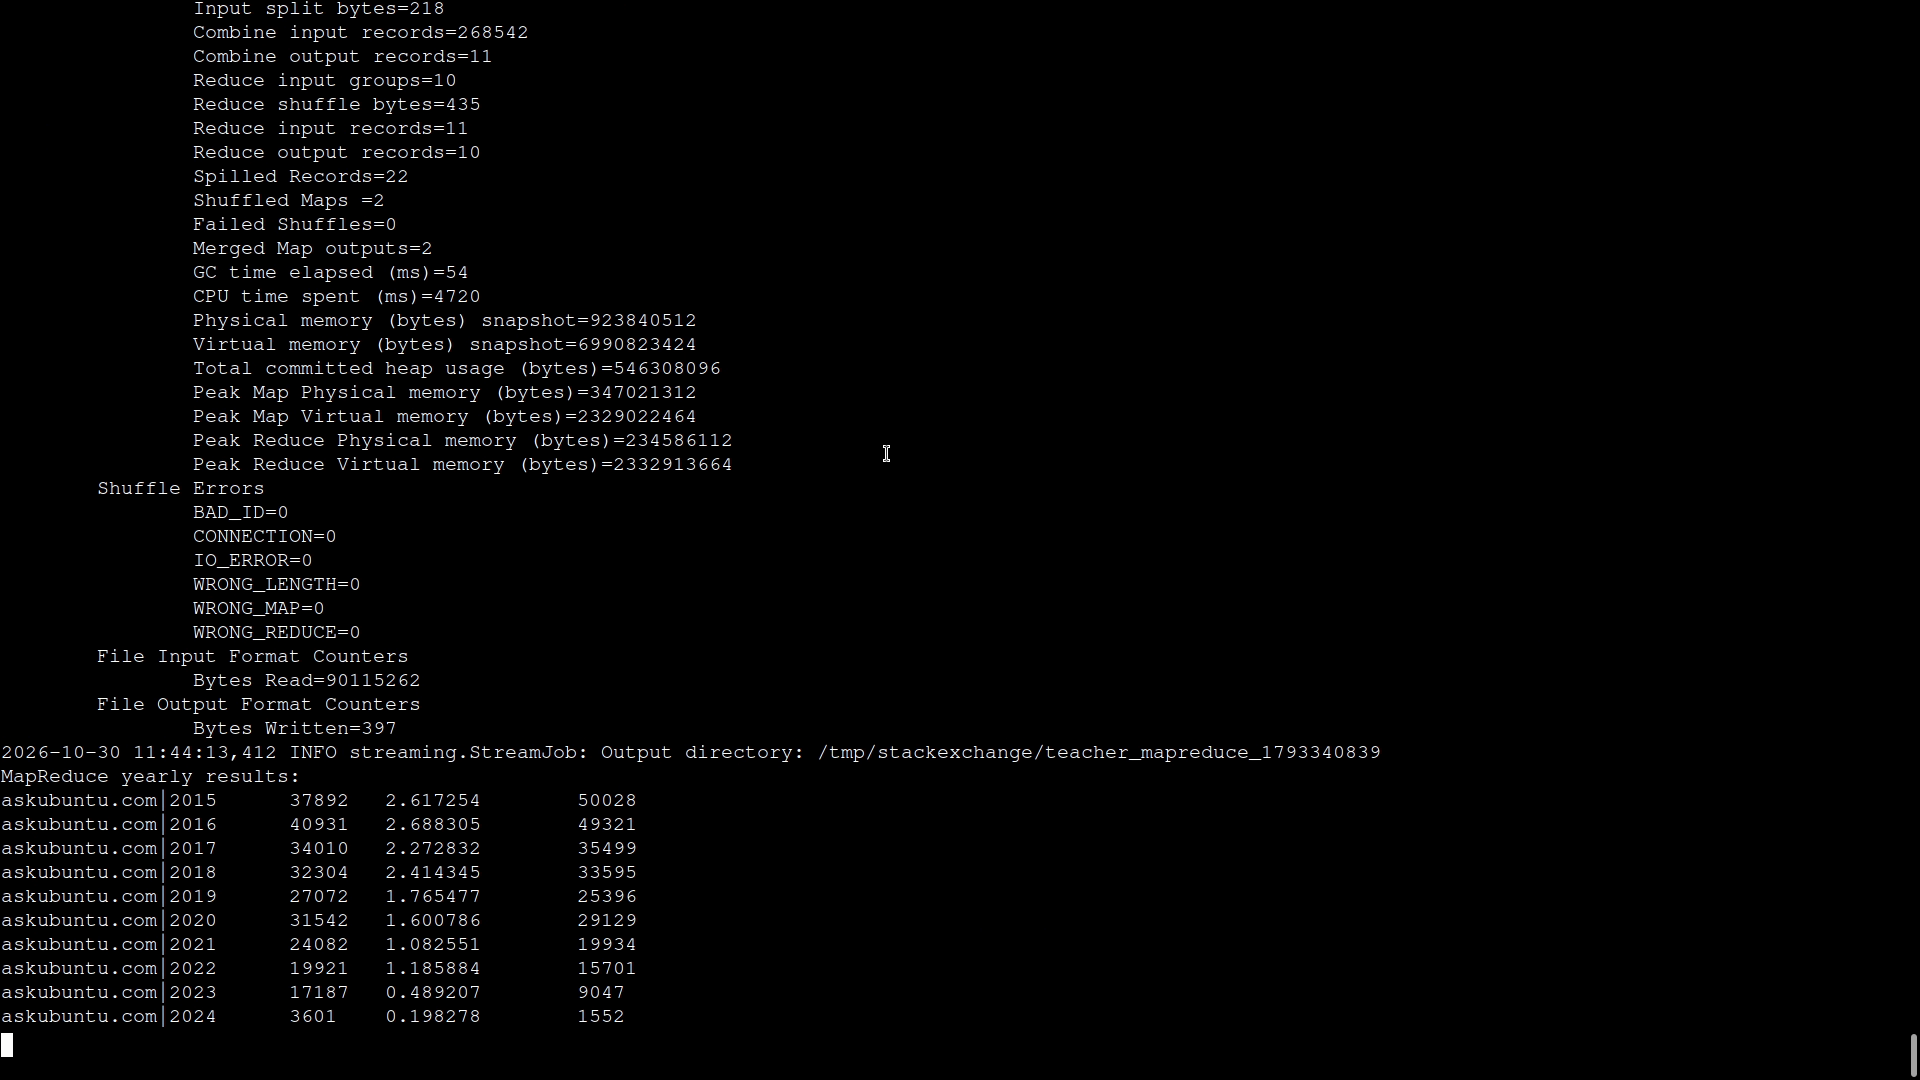 Input split bytes=218
Combine input records=268542
Combine output records=11
Reduce input groups=10
Reduce shuffle bytes=435
Reduce input records=11
Reduce output records=10
Spilled Records=22
Shuffled Maps =2
Failed Shuffles=0
Merged Map outputs=2
GC time elapsed (ms)=54
CPU time spent (ms)=4720
Physical memory (bytes) snapshot=923840512
Virtual memory (bytes) snapshot=6990823424
Total committed heap usage (bytes)=546308096
Peak Map Physical memory (bytes)=347021312
Peak Map Virtual memory (bytes)=2329022464
Peak Reduce Physical memory (bytes)=234586112
Peak Reduce Virtual memory (bytes)=2332913664
Shuffle Errors
BAD_ID=0
CONNECTION=0
IO_ERROR=0
WRONG_LENGTH=0
WRONG_MAP=0
WRONG_REDUCE=0
File Input Format Counters
Bytes Read=90115262
File Output Format Counters
Bytes Written=397
2026-10-30 11:44:13,412 INFO streaming.StreamJob: Output directory: /tmp/stackexchange/teacher_mapreduce_1793340839
MapReduce yearly results:
askubuntu.com|2015 37892 2.617254 50028
askubuntu.com|2016 40931 2.688305 49321
askubuntu.com|2017 34010 2.272832 35499
askubuntu.com|2018 32304 2.414345 33595
askubuntu.com|2019 27072 1.765477 25396
askubuntu.com|2020 31542 1.600786 29129
askubuntu.com|2021 24082 1.082551 19934
askubuntu.com|2022 19921 1.185884 15701
askubuntu.com|2023 17187 0.489207 9047
askubuntu.com|2024 3601 0.198278 1552